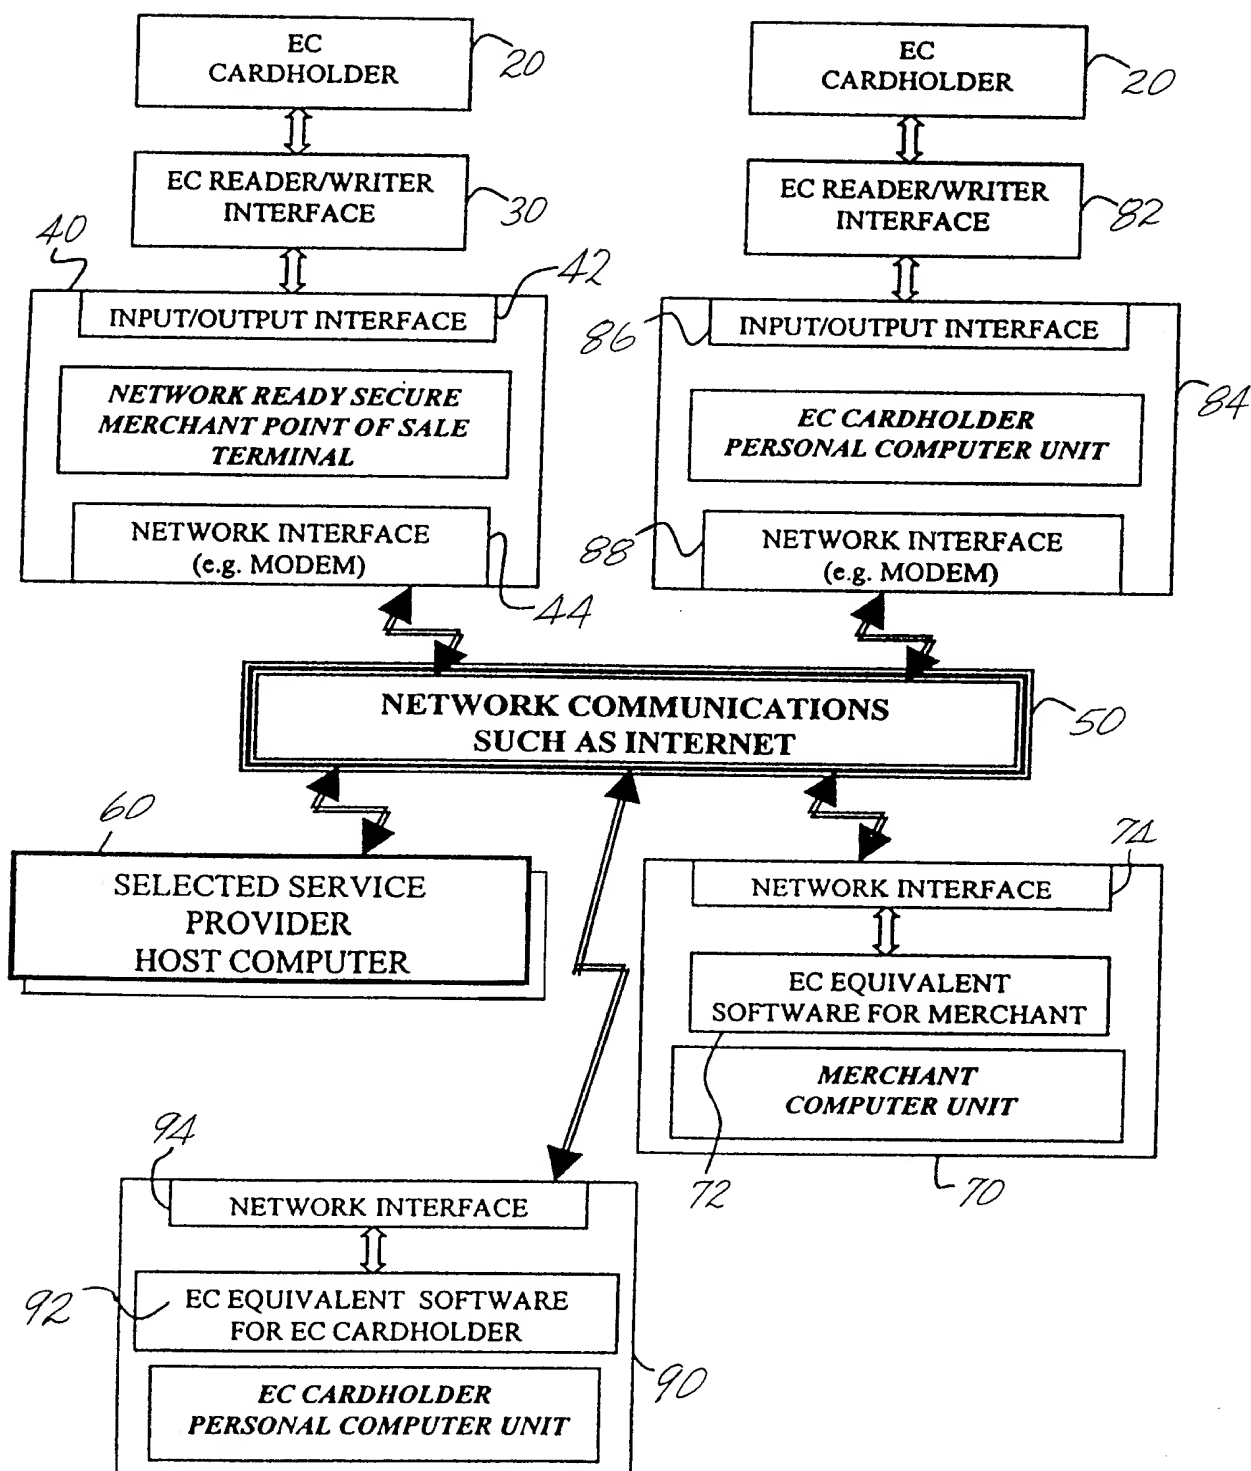 EC
CARDHOLDER
20
EC
CARDHOLDER
20
EC READER/WRITER
INTERFACE
30
EC READER/WRITER
INTERFACE
82
40
42
INPUT/OUTPUT INTERFACE
86
INPUT/OUTPUT INTERFACE
NETWORK READY SECURE
MERCHANT POINT OF SALE
TERMINAL
EC CARDHOLDER
PERSONAL COMPUTER UNIT
84
NETWORK INTERFACE
(e.g. MODEM)
44
88
NETWORK INTERFACE
(e.g. MODEM)
NETWORK COMMUNICATIONS
SUCH AS INTERNET
50
60
SELECTED SERVICE
PROVIDER
HOST COMPUTER
74
NETWORK INTERFACE
EC EQUIVALENT
SOFTWARE FOR MERCHANT
MERCHANT
COMPUTER UNIT
72
70
94
NETWORK INTERFACE
92
EC EQUIVALENT SOFTWARE
FOR EC CARDHOLDER
EC CARDHOLDER
PERSONAL COMPUTER UNIT
90